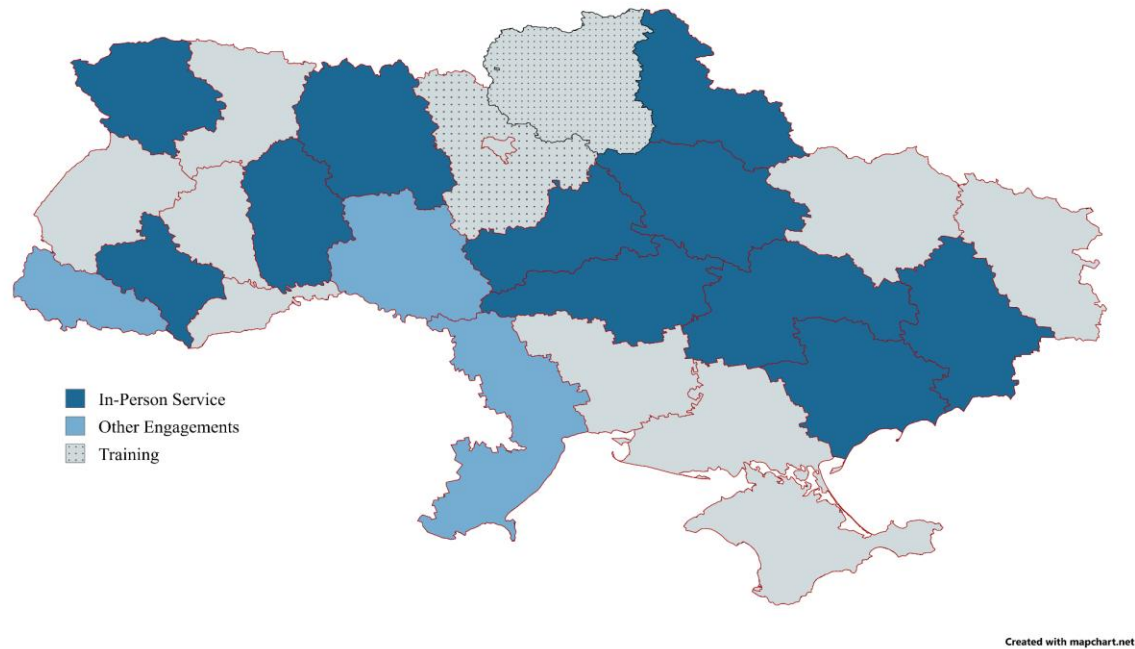 In-Person Service
Other Engagements
Training
Created with mapchart.net